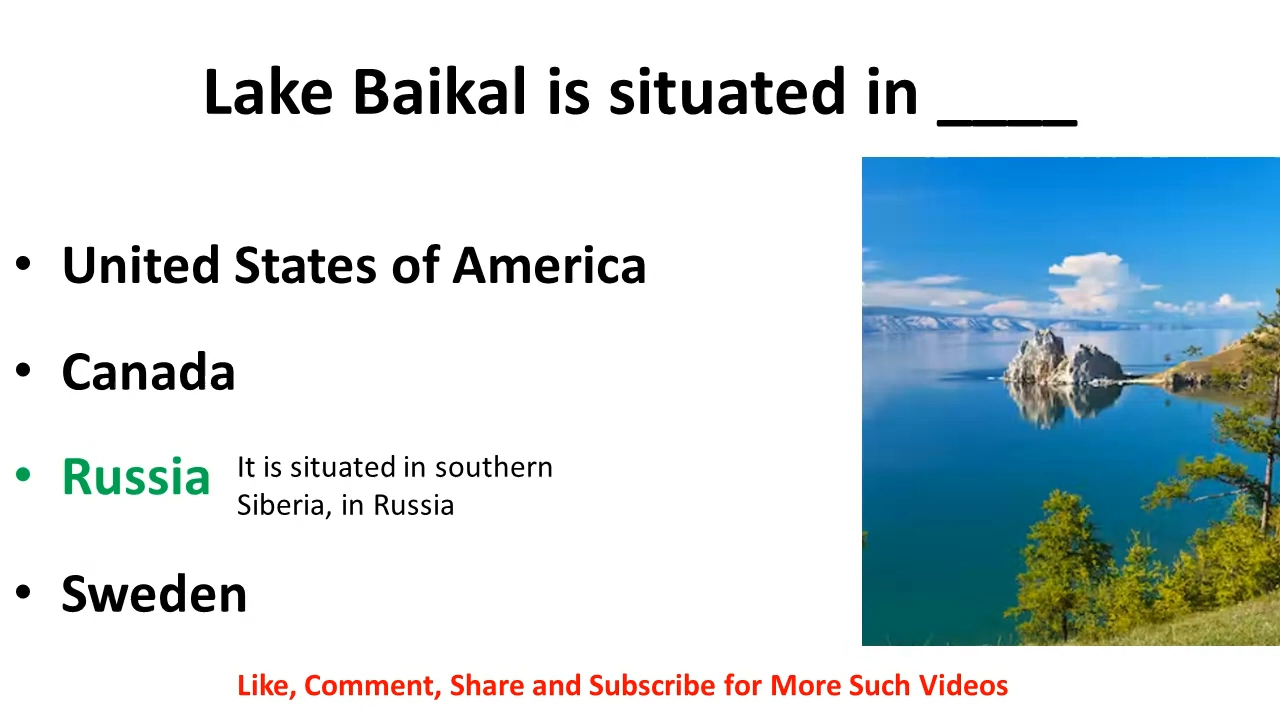 Lake Baikal is situated in ____
• United States of America
• Canada
• Russia
It is situated in southern
Siberia, in Russia
• Sweden
Like, Comment, Share and Subscribe for More Such Videos